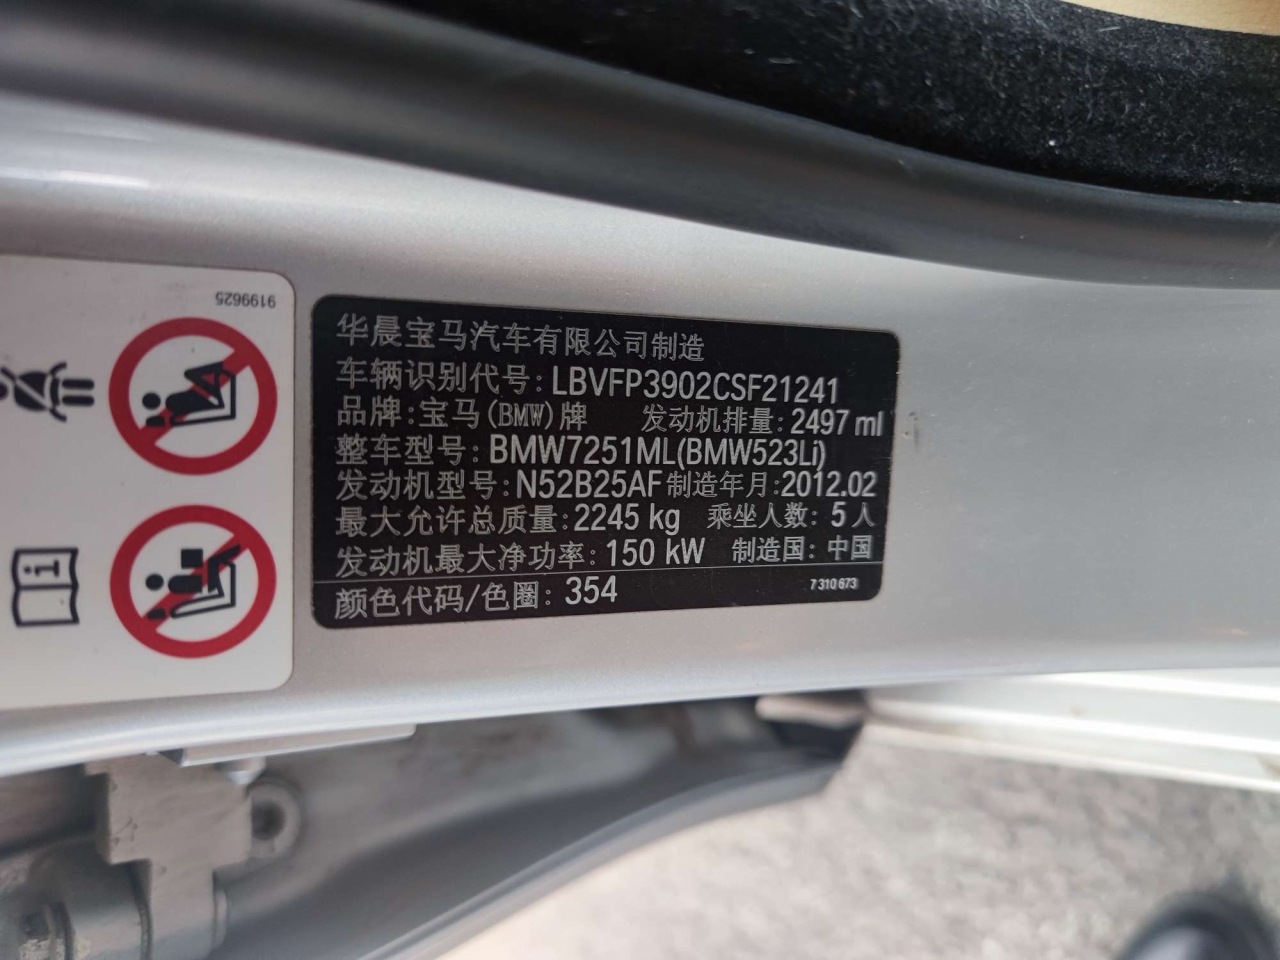 9199625
华晨宝马汽车有限公司制造
车辆识别代号: LBVFP3902CSF21241
品牌: 宝马(BMW)牌 发动机排量: 2497 ml
整车型号: BMW7251ML(BMW523Li)
发动机型号: N52B25AF 制造年月: 2012.02
最大允许总质量: 2245 kg 乘坐人数: 5人
发动机最大净功率: 150 kW 制造国: 中国
颜色代码/色圈: 354 7 310 673